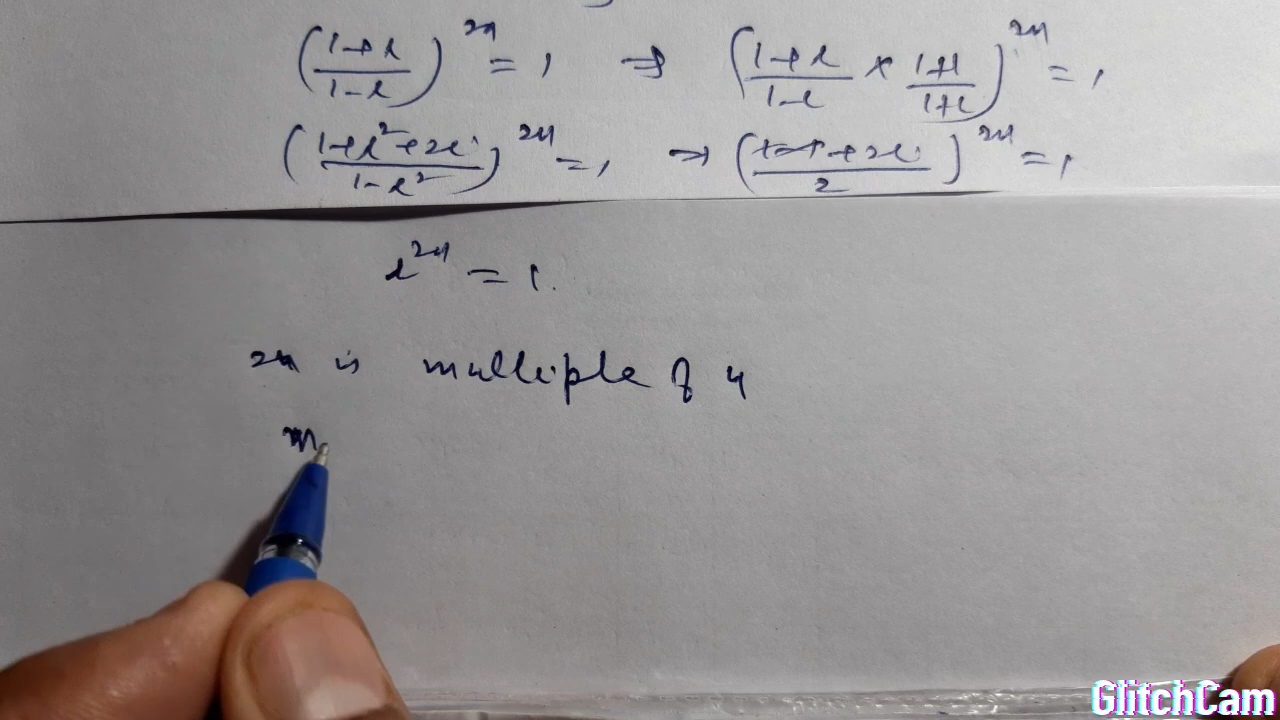 (1+i/1-i)^2n = 1 ⇒ (1+i/1-i × 1+i/1+i)^2n = 1
(1+i²+2i/1-i²)^2n = 1 ⇒ (1-1+2i/2)^2n = 1
i^2n = 1.
2n is multiple of 4
GlitchCam